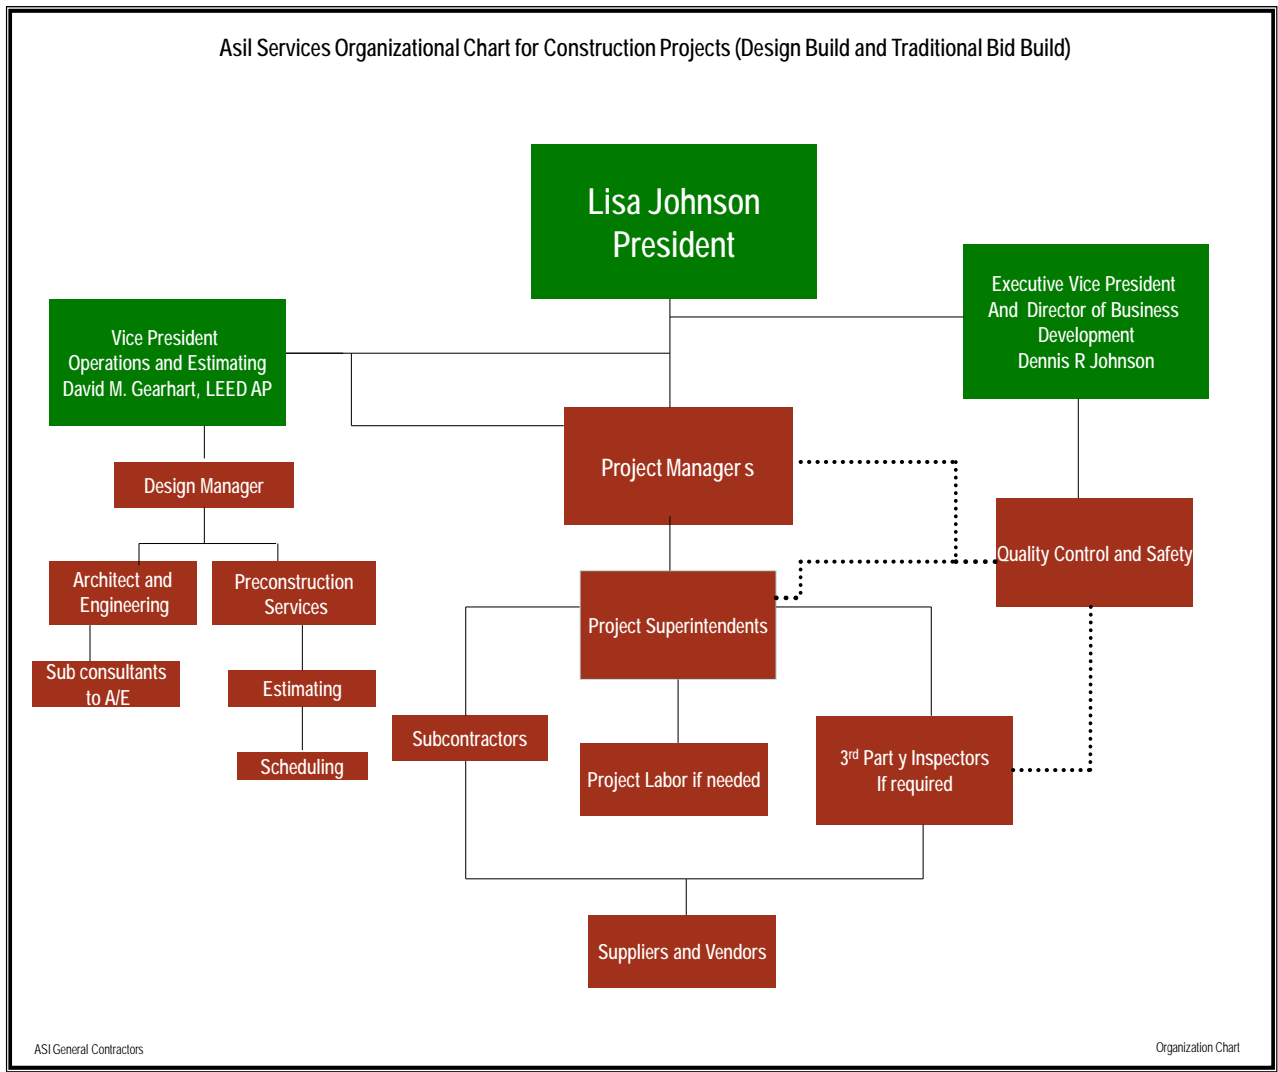 Asil Services Organizational Chart for Construction Projects (Design Build and Traditional Bid Build)
Lisa Johnson
President
Executive Vice President
And Director of Business
Development
Dennis R Johnson
Vice President
Operations and Estimating
David M. Gearhart, LEED AP
Project Manager s
Design Manager
Quality Control and Safety
Architect and
Engineering
Preconstruction
Services
Project Superintendents
Sub consultants
to A/E
Estimating
Subcontractors
Scheduling
Project Labor if needed
3rd Part y Inspectors
If required
Suppliers and Vendors
ASI General Contractors
Organization Chart